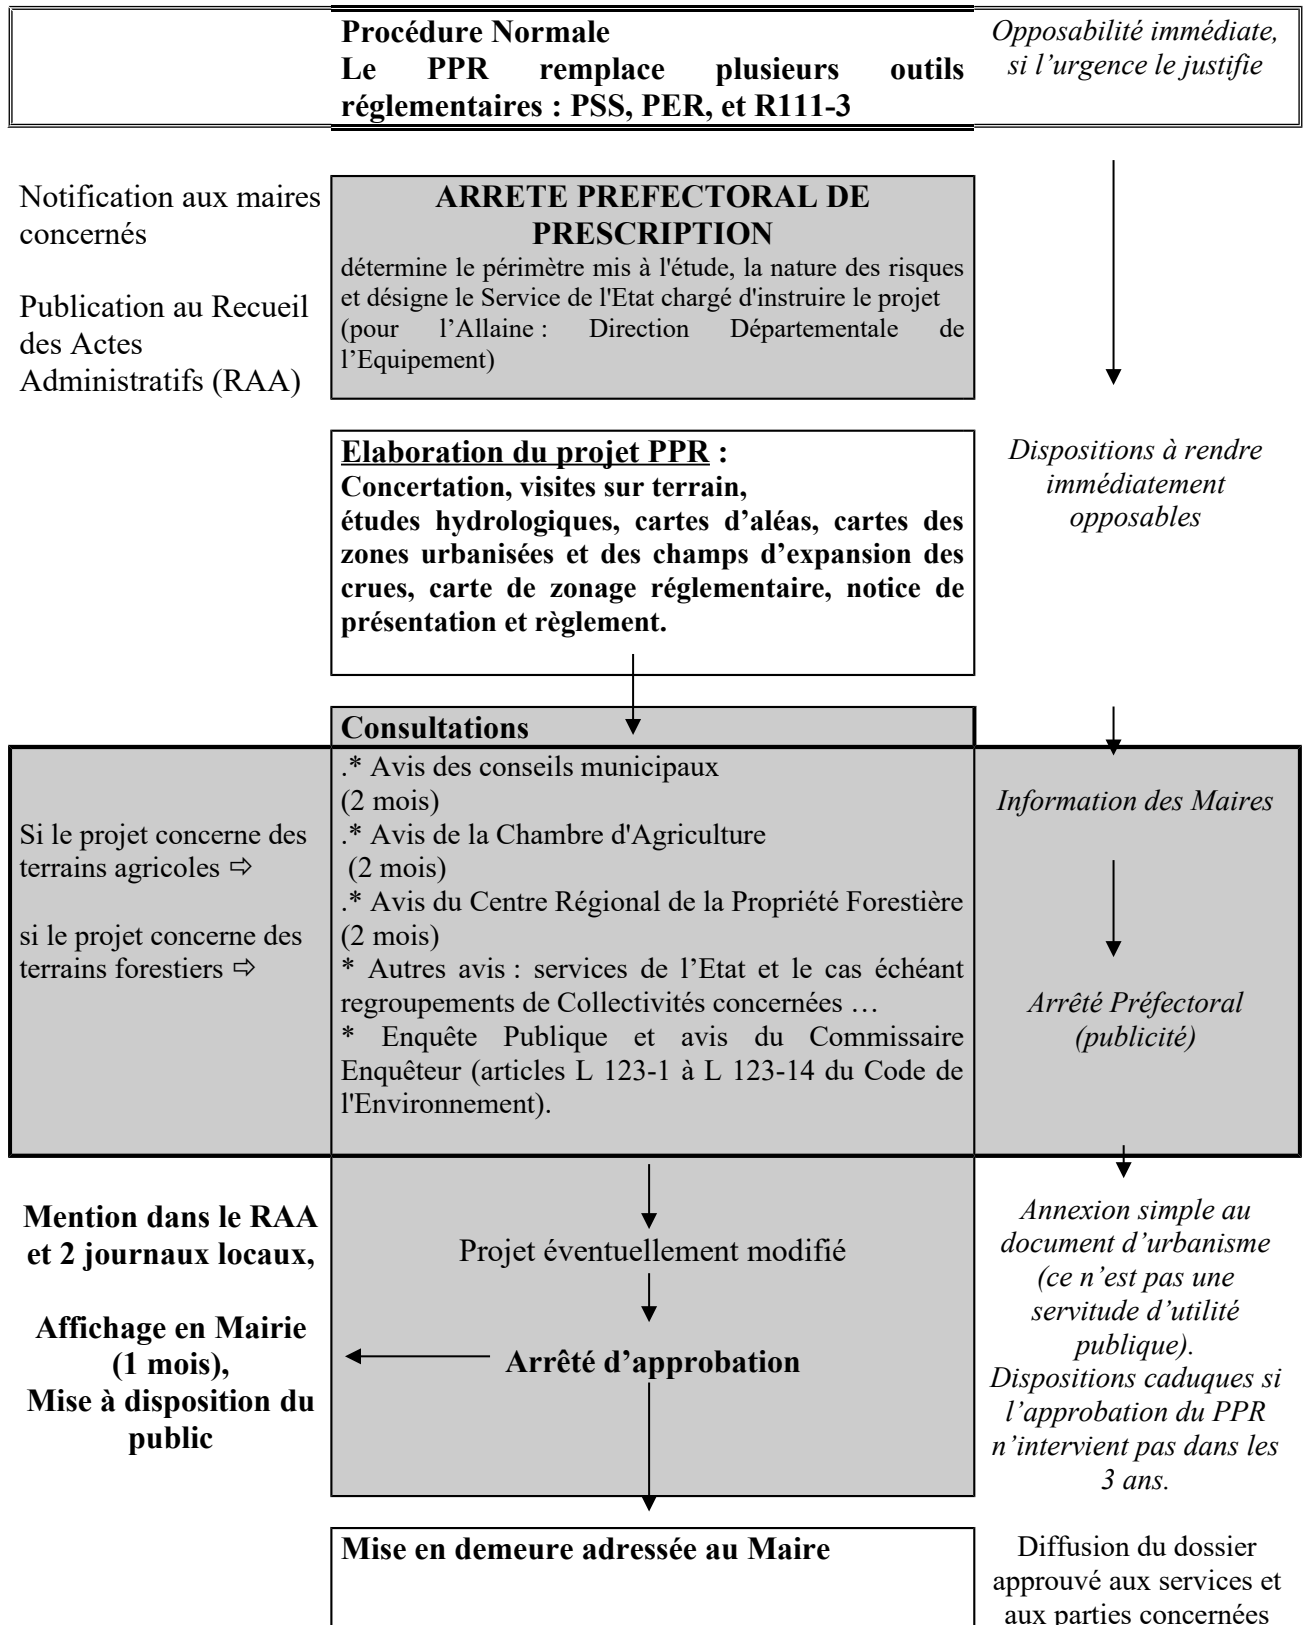 Procédure Normale
Le PPR remplace plusieurs outils
réglementaires : PSS, PER, et R111-3
Opposabilité immédiate,
si l’urgence le justifie
Notification aux maires
concernés
Publication au Recueil
des Actes
Administratifs (RAA)
ARRETE PREFECTORAL DE
PRESCRIPTION
détermine le périmètre mis à l'étude, la nature des risques
et désigne le Service de l'Etat chargé d'instruire le projet
(pour l’Allaine : Direction Départementale de
l’Equipement)
Elaboration du projet PPR :
Concertation, visites sur terrain,
études hydrologiques, cartes d’aléas, cartes des
zones urbanisées et des champs d’expansion des
crues, carte de zonage réglementaire, notice de
présentation et règlement.
Dispositions à rendre
immédiatement
opposables
Consultations
Si le projet concerne des
terrains agricoles ⇨
si le projet concerne des
terrains forestiers ⇨
.* Avis des conseils municipaux
(2 mois)
.* Avis de la Chambre d'Agriculture
(2 mois)
.* Avis du Centre Régional de la Propriété Forestière
(2 mois)
* Autres avis : services de l’Etat et le cas échéant
regroupements de Collectivités concernées …
* Enquête Publique et avis du Commissaire
Enquêteur (articles L 123-1 à L 123-14 du Code de
l'Environnement).
Information des Maires
Arrêté Préfectoral
(publicité)
Mention dans le RAA
et 2 journaux locaux,
Affichage en Mairie
(1 mois),
Mise à disposition du
public
Projet éventuellement modifié
Arrêté d’approbation
Annexion simple au
document d’urbanisme
(ce n’est pas une
servitude d’utilité
publique).
Dispositions caduques si
l’approbation du PPR
n’intervient pas dans les
3 ans.
Mise en demeure adressée au Maire
Diffusion du dossier
approuvé aux services et
aux parties concernées